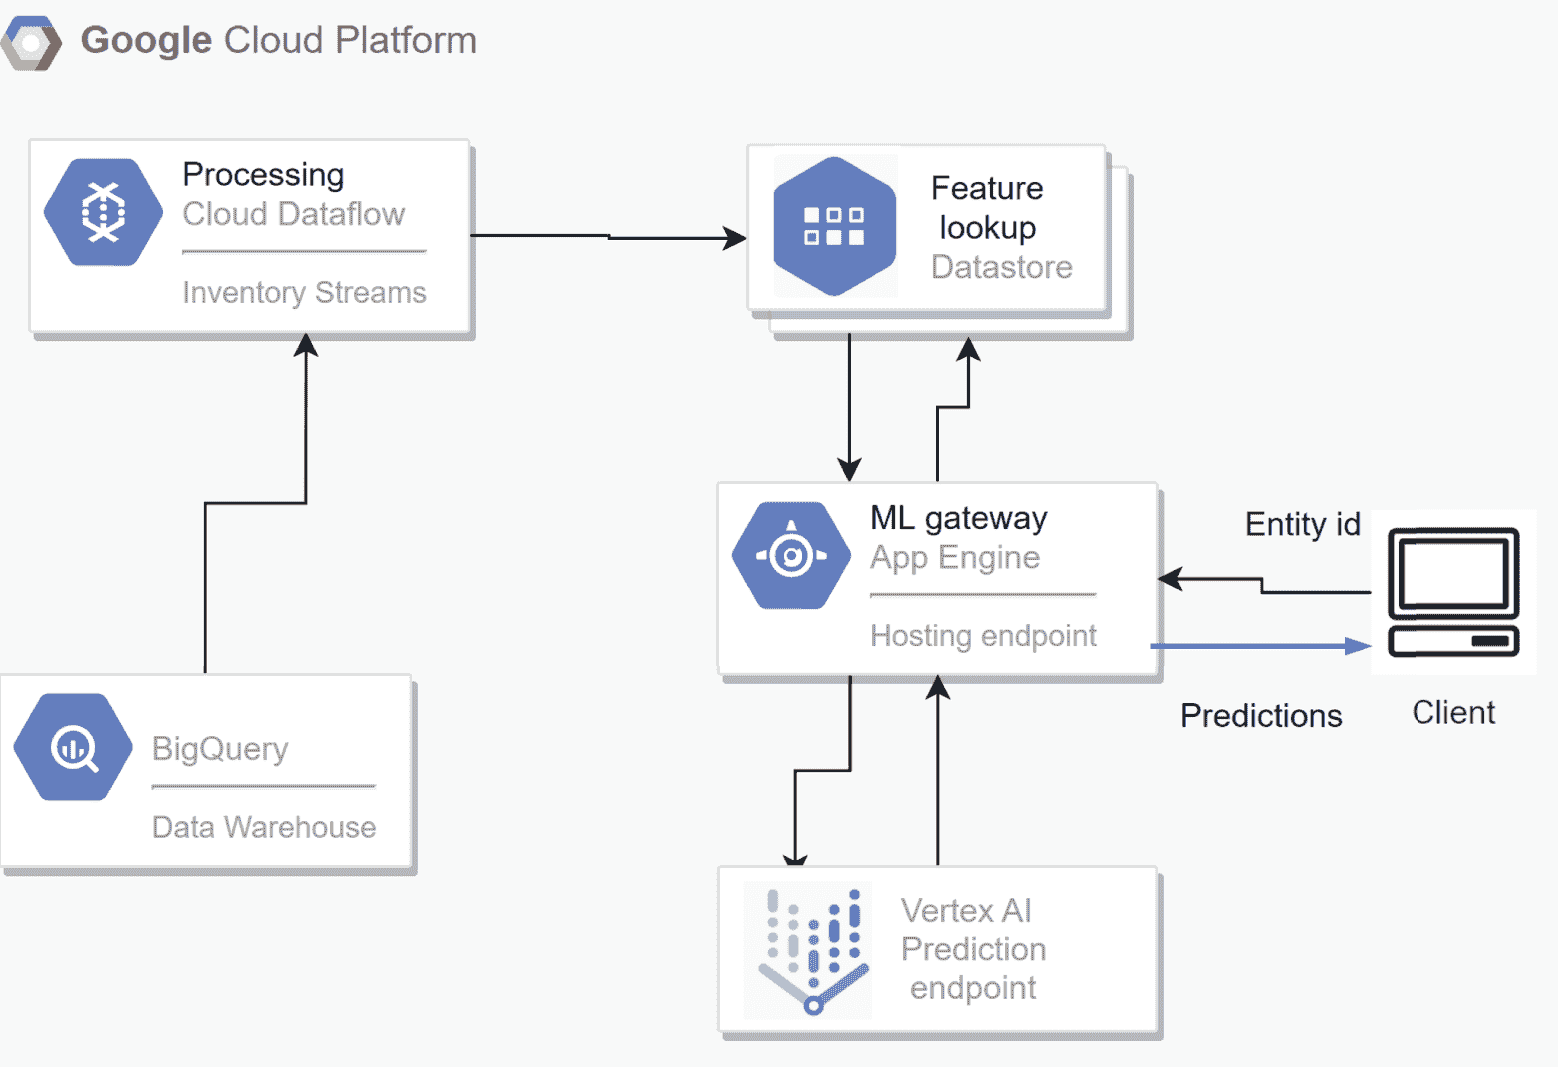 Google Cloud Platform
Processing
Cloud Dataflow
Inventory Streams
Feature
lookup
Datastore
ML gateway
App Engine
Hosting endpoint
Entity id
Predictions
Client
BigQuery
Data Warehouse
Vertex AI
Prediction
endpoint